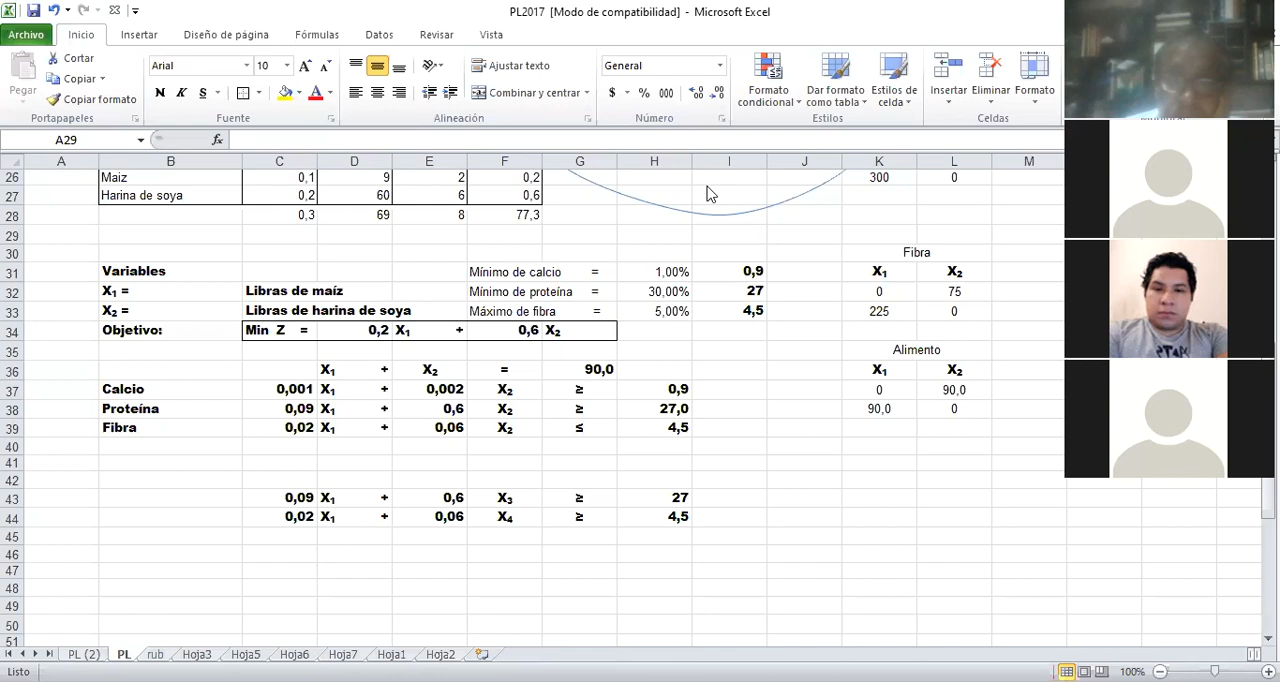 PL2017 [Modo de compatibilidad] - Microsoft Excel
Archivo Inicio Insertar Diseño de página Fórmulas Datos Revisar Vista
Pegar Cortar Copiar Copiar formato
Arial 10 A A
N K S A
Ajustar texto
Combinar y centrar
General
$ % 000
Formato condicional Dar formato como tabla Estilos de celda
Insertar Eliminar Formato
Portapapeles Fuente Alineación Número Estilos Celdas
A29 fx
A B C D E F G H I J K L M
26 Maiz 0,1 9 2 0,2 300 0
27 Harina de soya 0,2 60 6 0,6
28 0,3 69 8 77,3
29
30 Fibra
31 Variables Mínimo de calcio = 1,00% 0,9 X₁ X₂
32 X₁ = Libras de maíz Mínimo de proteína = 30,00% 27 0 75
33 X₂ = Libras de harina de soya Máximo de fibra = 5,00% 4,5 225 0
34 Objetivo: Min Z = 0,2 X₁ + 0,6 X₂
35 Alimento
36 X₁ + X₂ = 90,0 X₁ X₂
37 Calcio 0,001 X₁ + 0,002 X₂ ≥ 0,9 0 90,0
38 Proteína 0,09 X₁ + 0,6 X₂ ≥ 27,0 90,0 0
39 Fibra 0,02 X₁ + 0,06 X₂ ≤ 4,5
40
41
42
43 0,09 X₁ + 0,6 X₃ ≥ 27
44 0,02 X₁ + 0,06 X₄ ≥ 4,5
45
46
47
48
49
50
51
PL (2) PL rub Hoja3 Hoja5 Hoja6 Hoja7 Hoja1 Hoja2
Listo 100%